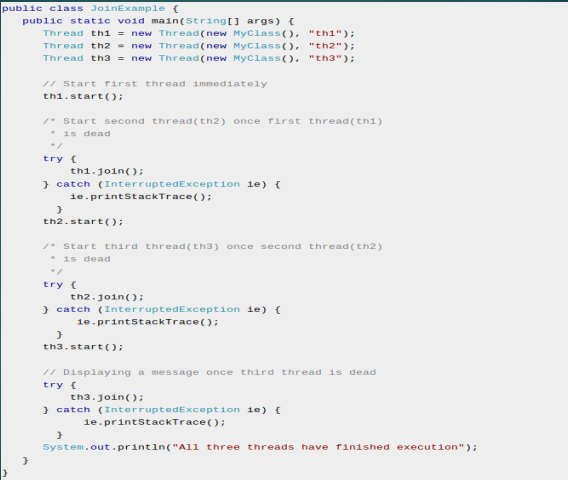 public class JoinExample {
public static void main(String[] args) {
Thread th1 = new Thread(new MyClass(), "th1");
Thread th2 = new Thread(new MyClass(), "th2");
Thread th3 = new Thread(new MyClass(), "th3");
// Start first thread immediately
th1.start();
/* Start second thread(th2) once first thread(th1)
* is dead
*/
try {
th1.join();
} catch (InterruptedException ie) {
ie.printStackTrace();
}
th2.start();
/* Start third thread(th3) once second thread(th2)
* is dead
*/
try {
th2.join();
} catch (InterruptedException ie) {
ie.printStackTrace();
}
th3.start();
// Displaying a message once third thread is dead
try {
th3.join();
} catch (InterruptedException ie) {
ie.printStackTrace();
}
System.out.println("All three threads have finished execution");
}
}